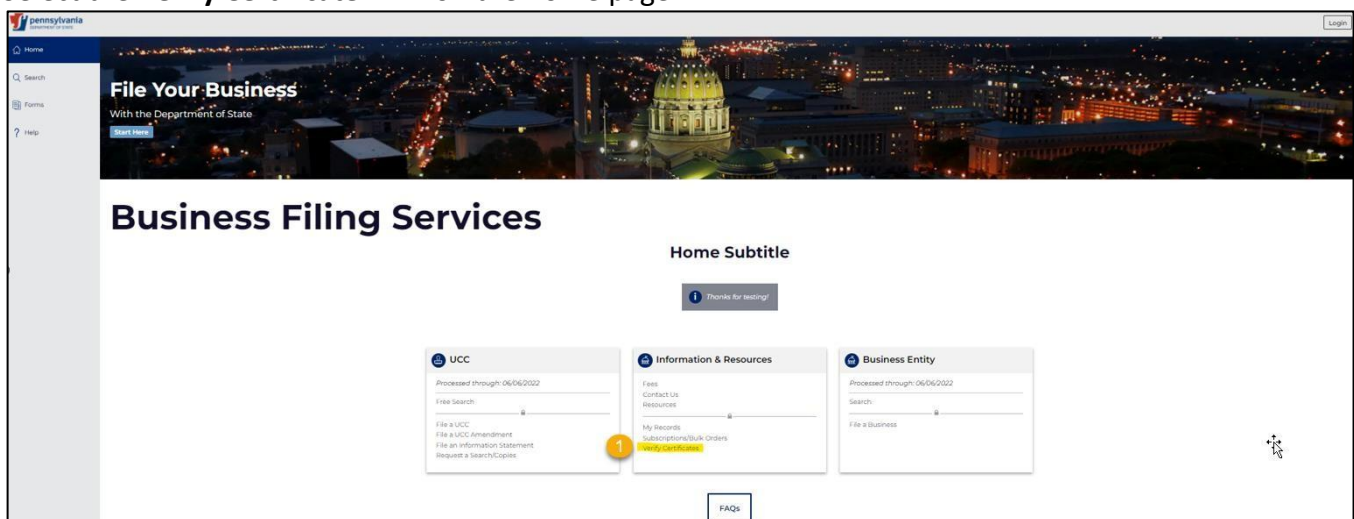 pennsylvania
DEPARTMENT OF STATE
Login
Home
Search
Forms
? Help
File Your Business
With the Department of State
Start Here
Business Filing Services
Home Subtitle
i Thanks for testing!
UCC
Processed through: 06/06/2022
Free Search
File a UCC
File a UCC Amendment
File an Information Statement
Request a Search/Copies
Information & Resources
Fees
Contact Us
Resources
My Records
Subscriptions/Bulk Orders
1 Verify Certificates
Business Entity
Processed through: 06/06/2022
Search
File a Business
FAQs